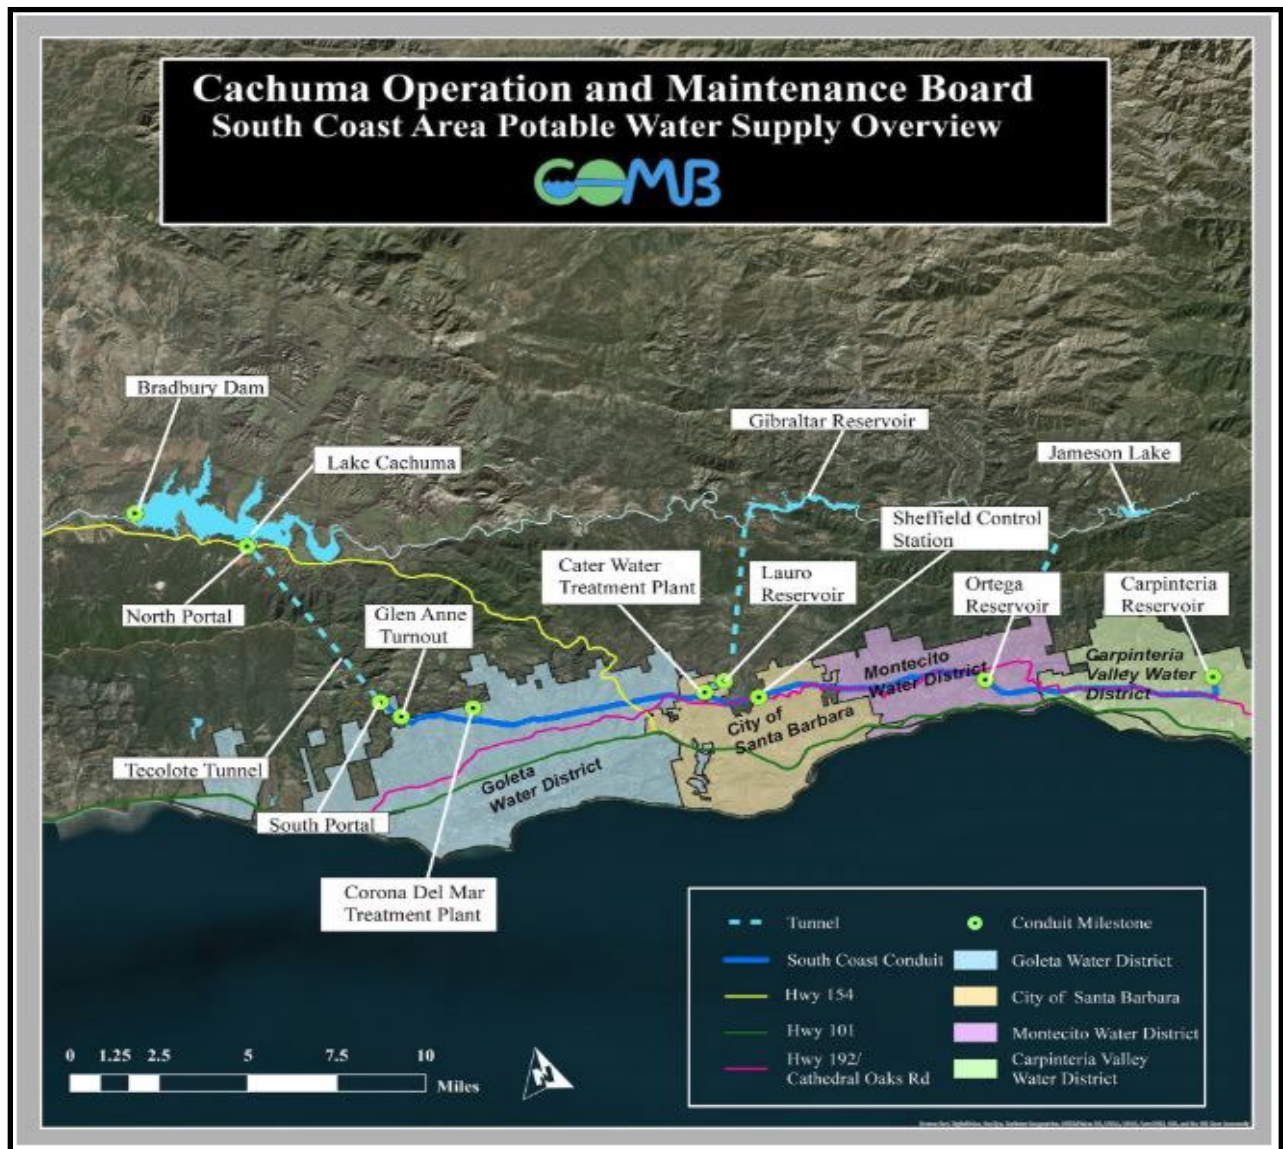 Cachuma Operation and Maintenance Board
South Coast Area Potable Water Supply Overview
COMB
Bradbury Dam
Lake Cachuma
Gibraltar Reservoir
Jameson Lake
Sheffield Control
Station
Cater Water
Treatment Plant
Lauro
Reservoir
Ortega
Reservoir
Carpinteria
Reservoir
North Portal
Glen Anne
Turnout
Montecito
Water District
Carpinteria
Valley Water
District
City of
Santa Barbara
Tecolote Tunnel
Goleta
Water District
South Portal
Corona Del Mar
Treatment Plant
Tunnel
South Coast Conduit
Hwy 154
Hwy 101
Hwy 192/
Cathedral Oaks Rd
Conduit Milestone
Goleta Water District
City of Santa Barbara
Montecito Water District
Carpinteria Valley
Water District
0 1.25 2.5 5 7.5 10
Miles
N